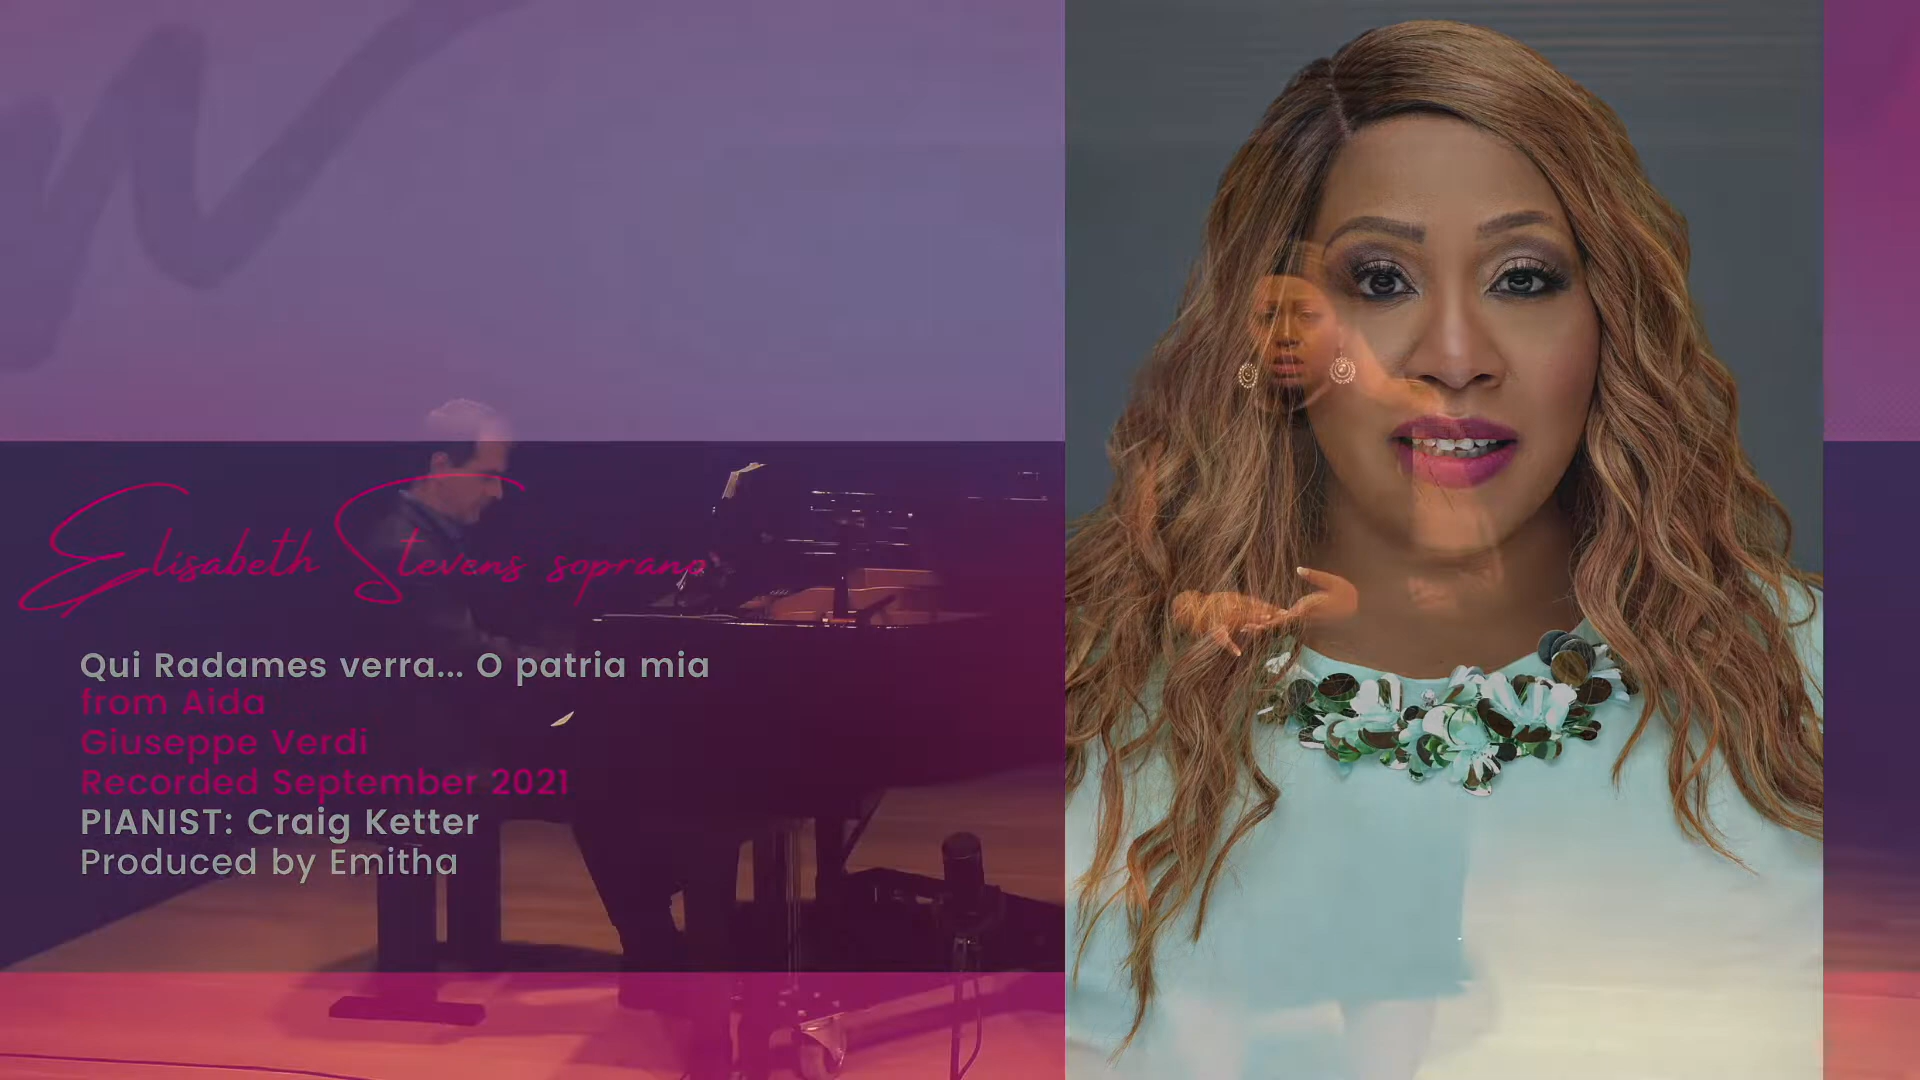 Elisabeth Stevens soprano
Qui Radames verra... O patria mia
from Aida
Giuseppe Verdi
Recorded September 2021
PIANIST: Craig Ketter
Produced by Emitha